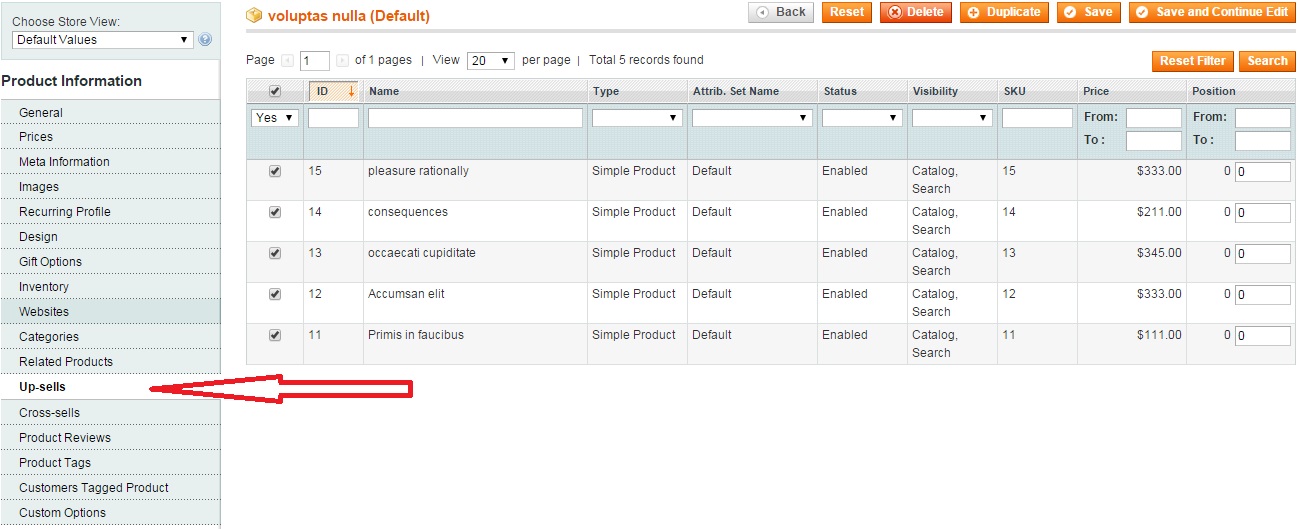 Choose Store View:
Default Values
Product Information
General
Prices
Meta Information
Images
Recurring Profile
Design
Gift Options
Inventory
Websites
Categories
Related Products
Up-sells
Cross-sells
Product Reviews
Product Tags
Customers Tagged Product
Custom Options
voluptas nulla (Default)
Back Reset Delete Duplicate Save Save and Continue Edit
Page 1 of 1 pages | View 20 per page | Total 5 records found
Reset Filter Search
ID Name Type Attrib. Set Name Status Visibility SKU Price Position
Yes From: From:
To : To :
15 pleasure rationally Simple Product Default Enabled Catalog, 15 $333.00 0 0
Search
14 consequences Simple Product Default Enabled Catalog, 14 $211.00 0 0
Search
13 occaecati cupiditate Simple Product Default Enabled Catalog, 13 $345.00 0 0
Search
12 Accumsan elit Simple Product Default Enabled Catalog, 12 $333.00 0 0
Search
11 Primis in faucibus Simple Product Default Enabled Catalog, 11 $111.00 0 0
Search